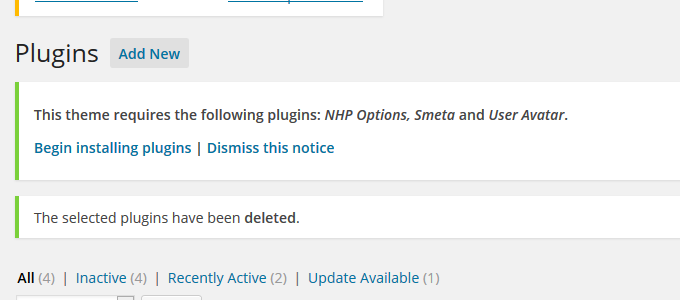 Plugins Add New
This theme requires the following plugins: NHP Options, Smeta and User Avatar.
Begin installing plugins | Dismiss this notice
The selected plugins have been deleted.
All (4) | Inactive (4) | Recently Active (2) | Update Available (1)